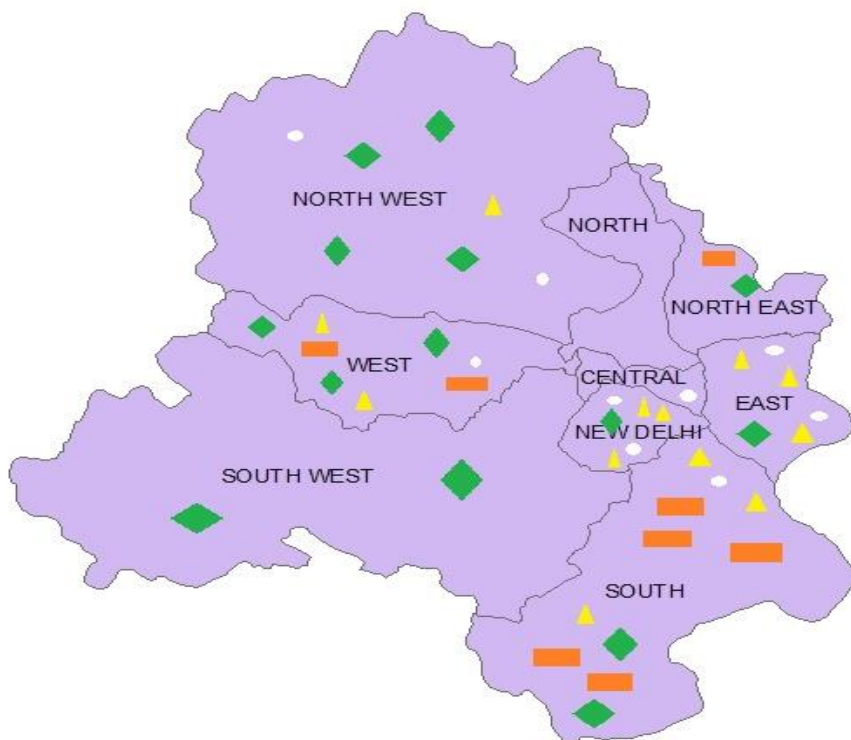 NORTH WEST
NORTH
NORTH EAST
WEST
CENTRAL
EAST
NEW DELHI
SOUTH WEST
SOUTH